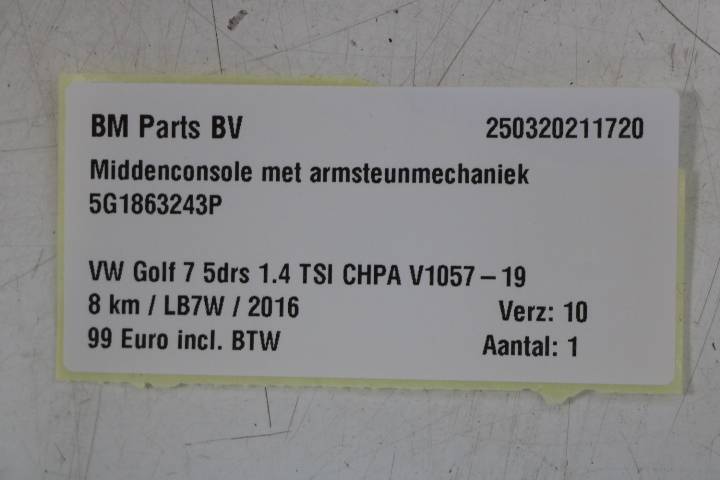 BM Parts BV 250320211720
Middenconsole met armsteunmechaniek
5G1863243P
VW Golf 7 5drs 1.4 TSI CHPA V1057 – 19
8 km / LB7W / 2016 Verz: 10
99 Euro incl. BTW Aantal: 1